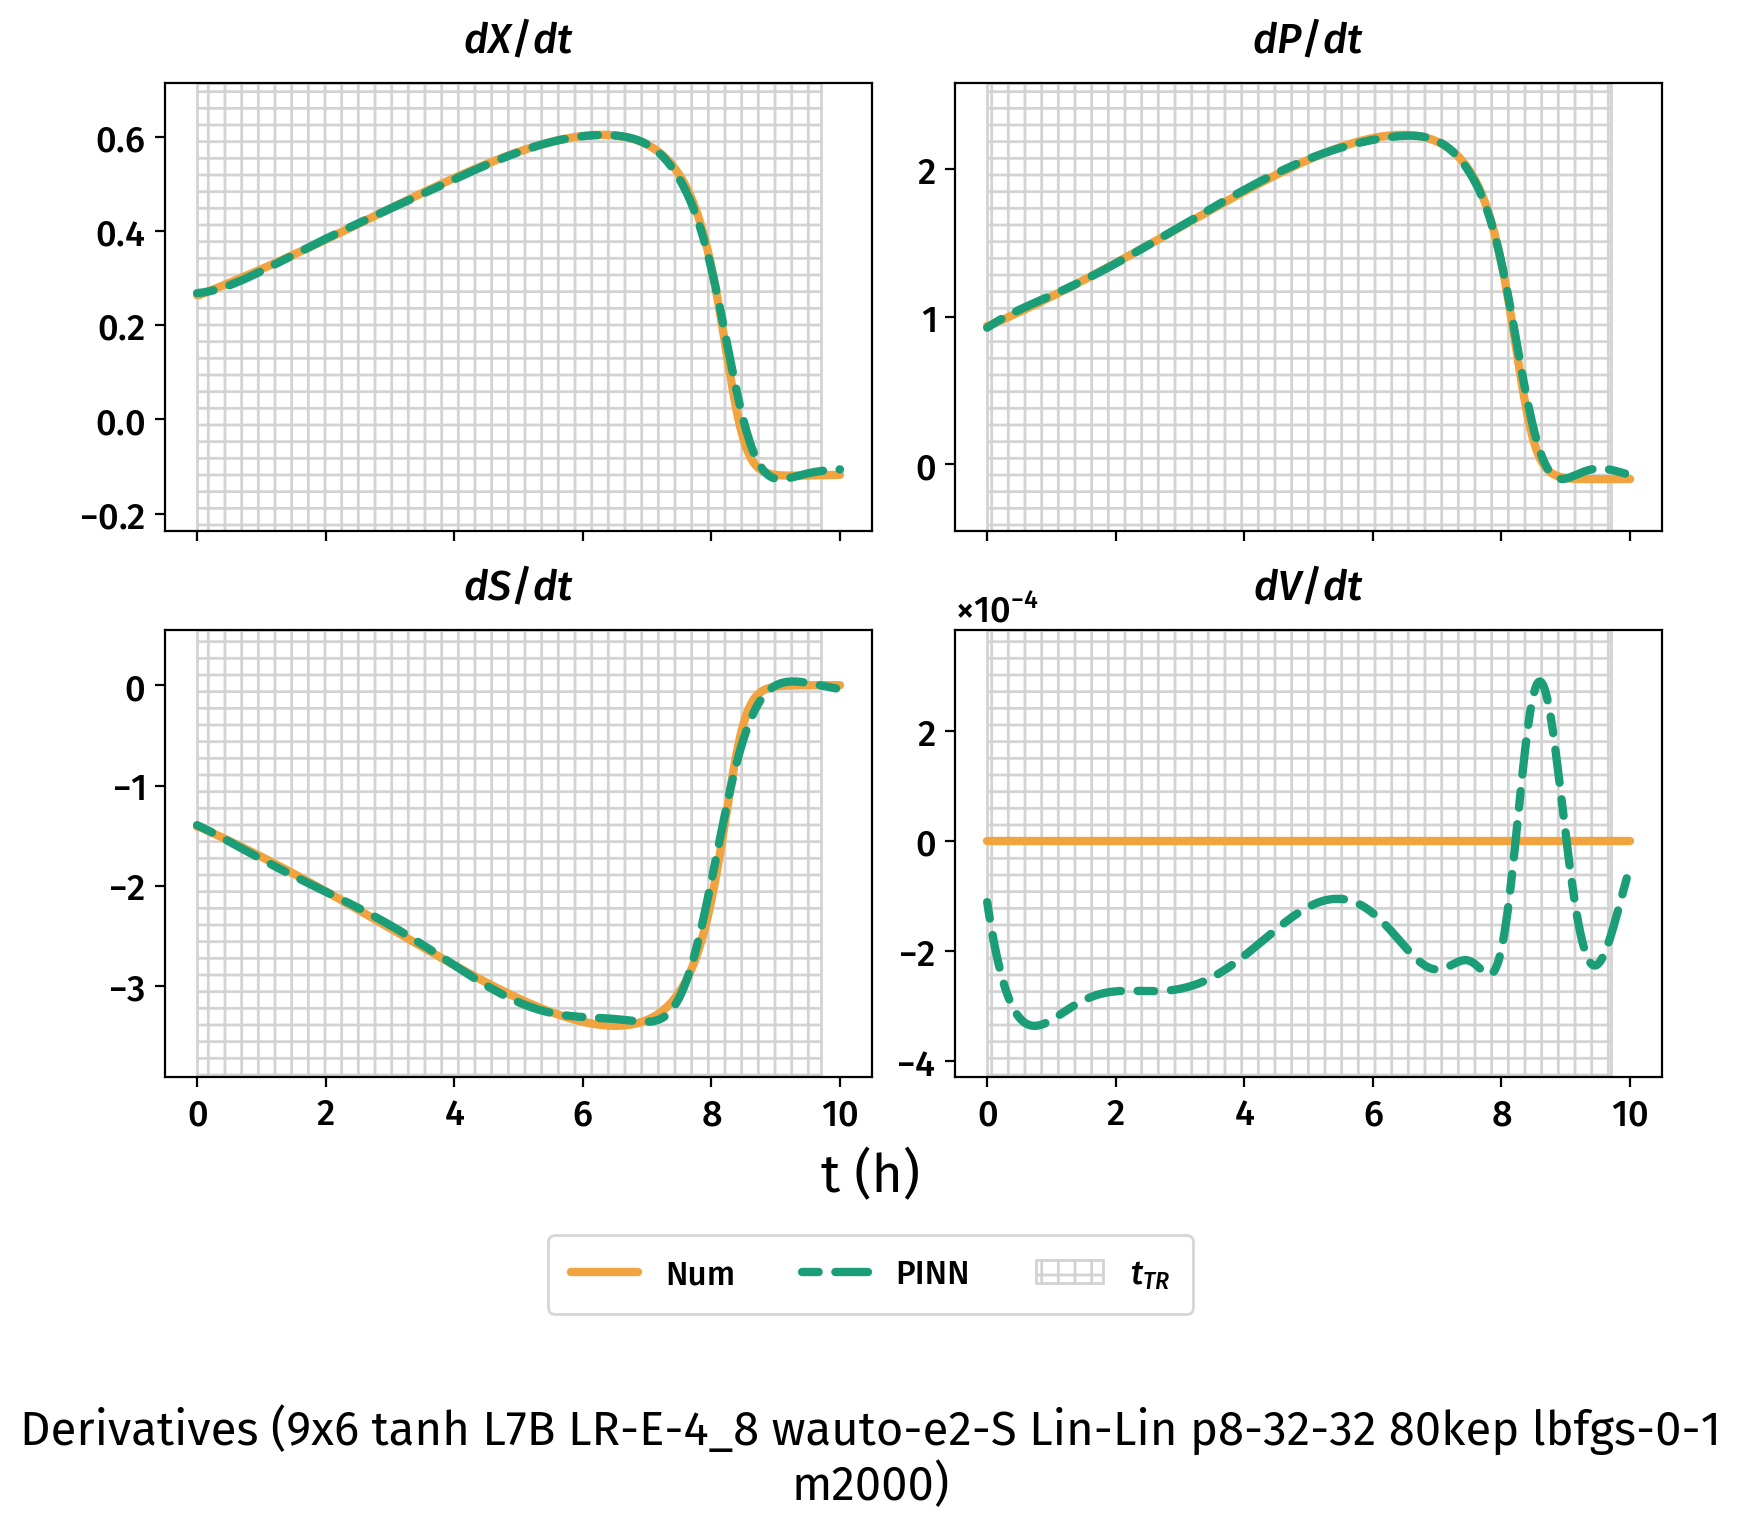 dX/dt
dP/dt
0.6
0.4
0.2
0.0
−0.2
2
1
0
dS/dt
dV/dt
×10⁻⁴
0
−1
−2
−3
2
0
−2
−4
0 2 4 6 8 10
0 2 4 6 8 10
t (h)
Num PINN t_TR
Derivatives (9x6 tanh L7B LR-E-4_8 wauto-e2-S Lin-Lin p8-32-32 80kep lbfgs-0-1
m2000)